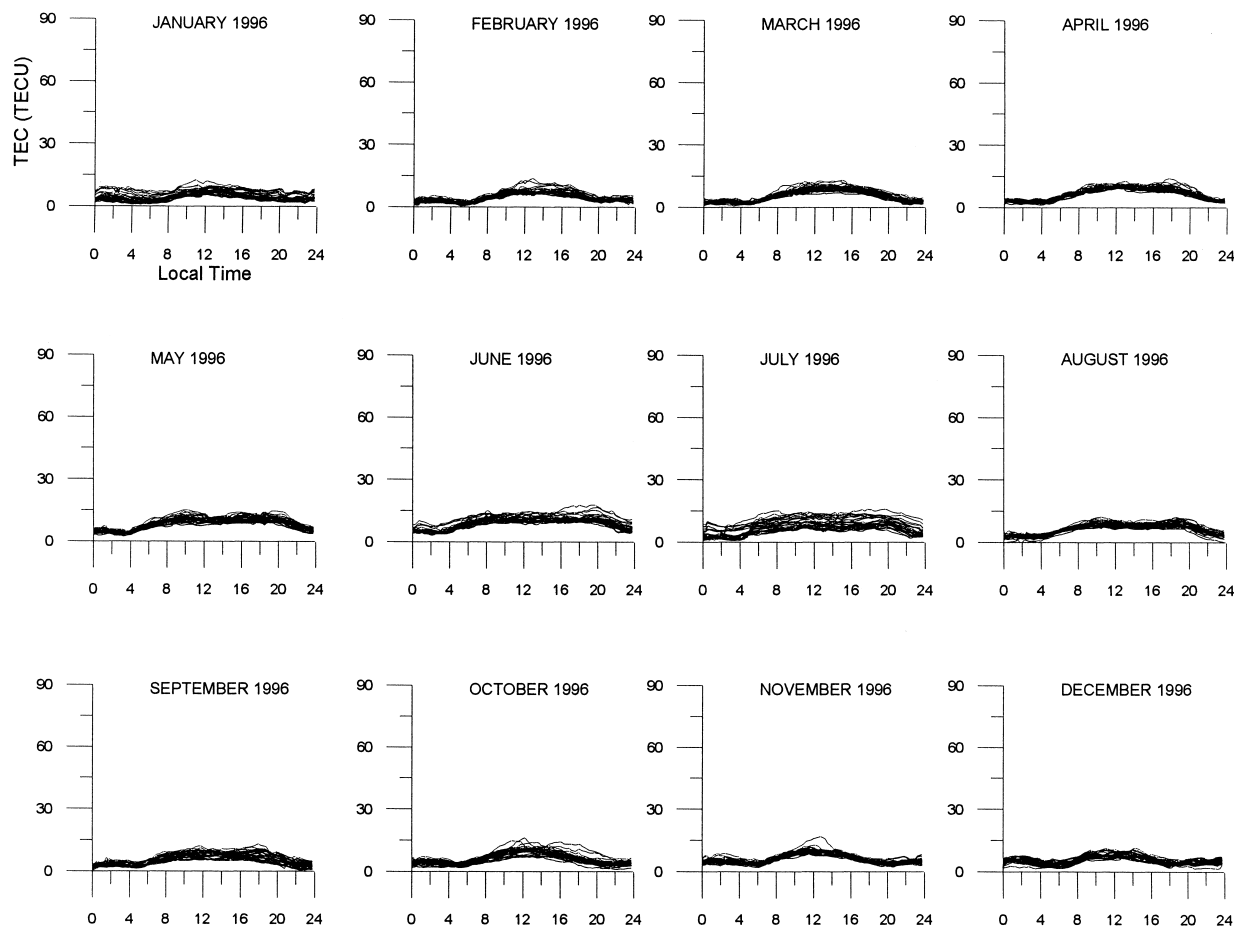 JANUARY 1996
90
60
30
0
TEC (TECU)
0 4 8 12 16 20 24
Local Time
FEBRUARY 1996
90
60
30
0
0 4 8 12 16 20 24
MARCH 1996
90
60
30
0
0 4 8 12 16 20 24
APRIL 1996
90
60
30
0
0 4 8 12 16 20 24
MAY 1996
90
60
30
0
0 4 8 12 16 20 24
JUNE 1996
90
60
30
0
0 4 8 12 16 20 24
JULY 1996
90
60
30
0
0 4 8 12 16 20 24
AUGUST 1996
90
60
30
0
0 4 8 12 16 20 24
SEPTEMBER 1996
90
60
30
0
0 4 8 12 16 20 24
OCTOBER 1996
90
60
30
0
0 4 8 12 16 20 24
NOVEMBER 1996
90
60
30
0
0 4 8 12 16 20 24
DECEMBER 1996
90
60
30
0
0 4 8 12 16 20 24